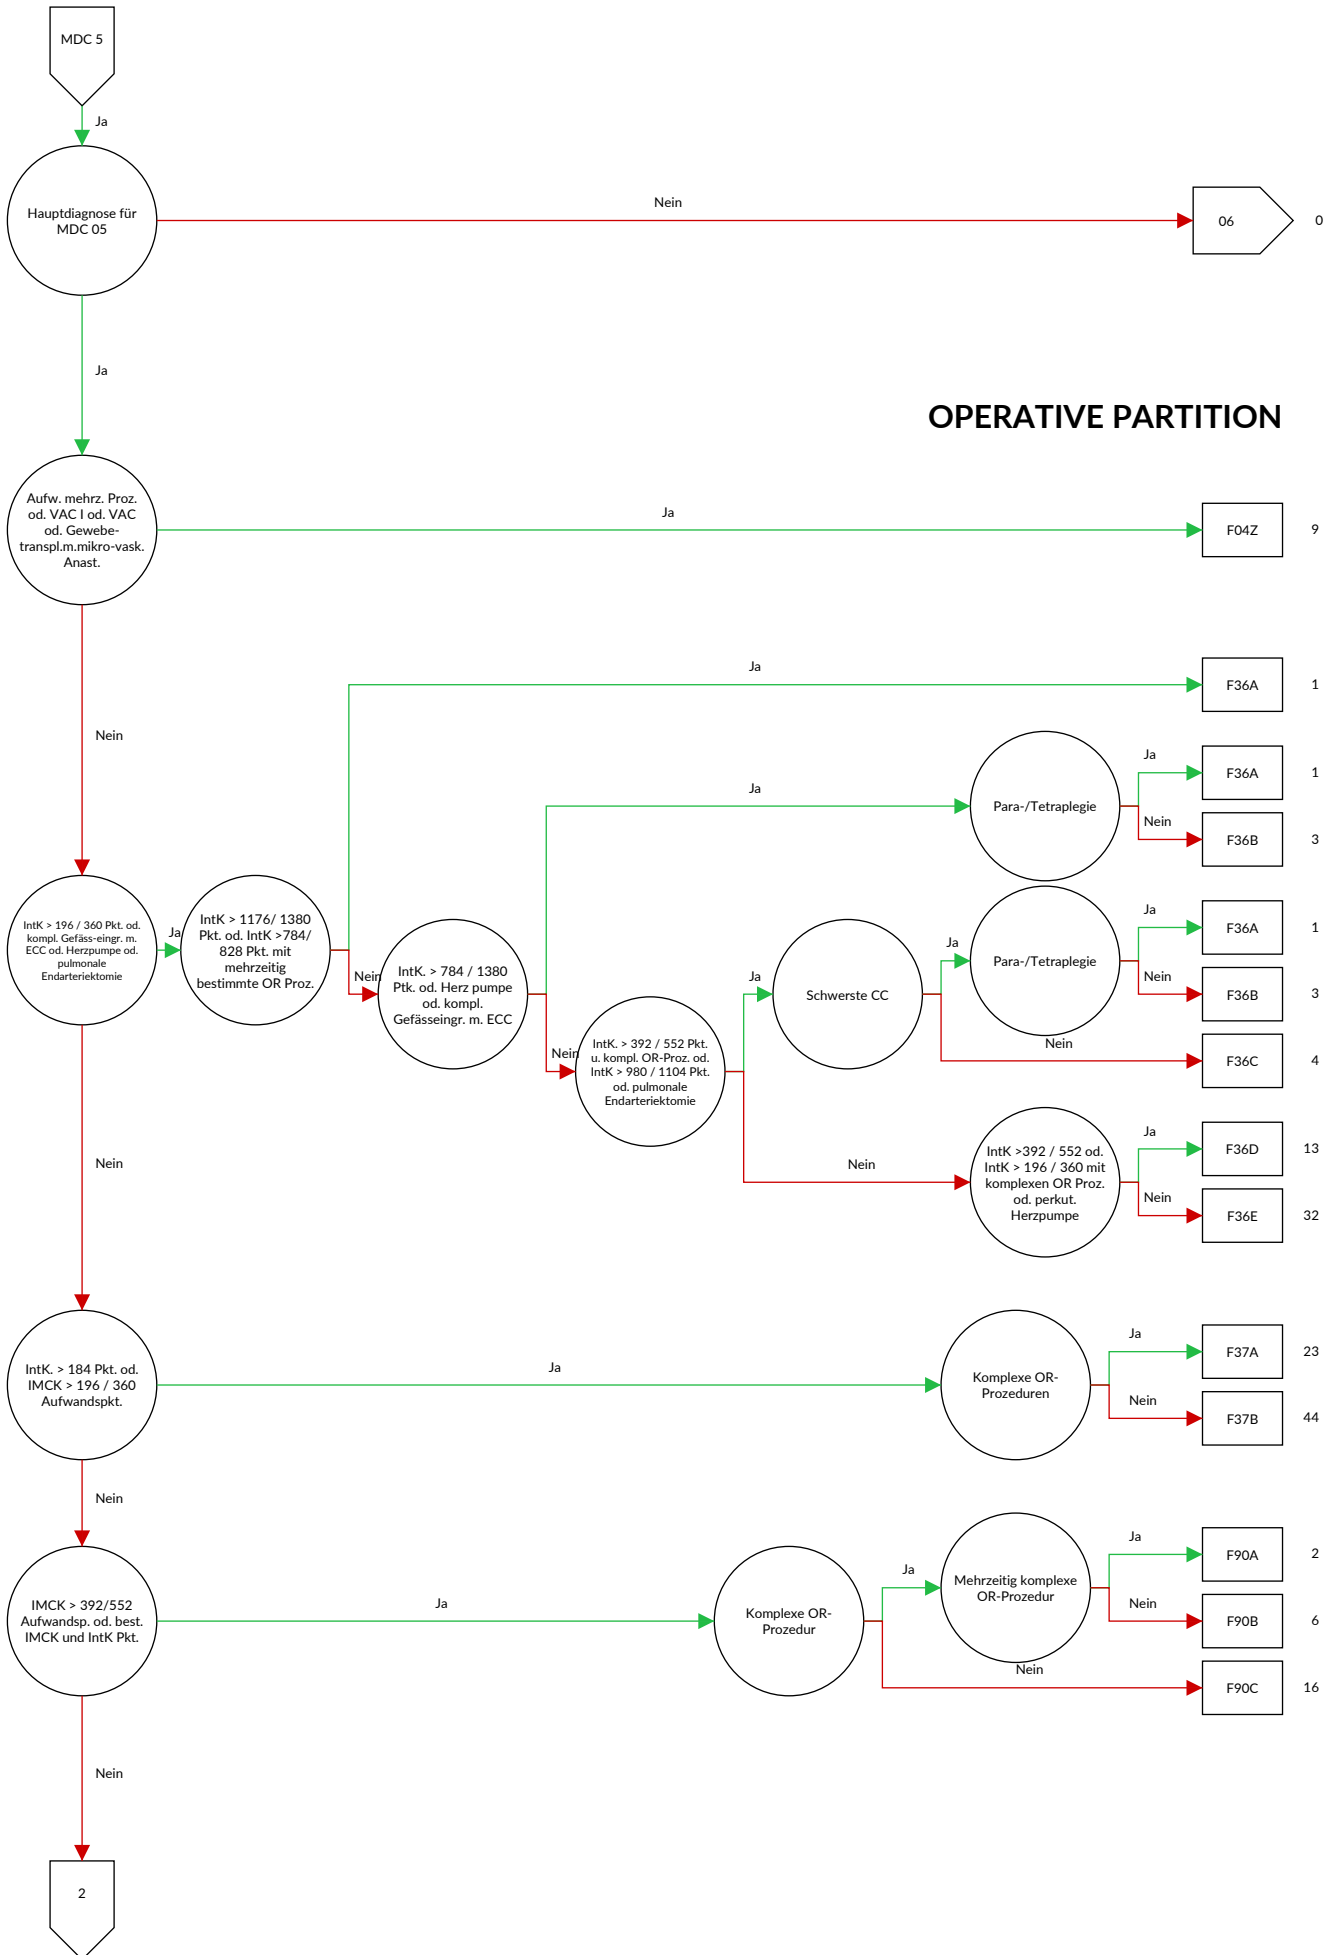 MDC 5
Ja
Hauptdiagnose für
MDC 05
Nein
06
0
Ja
OPERATIVE PARTITION
Aufw. mehrz. Proz.
od. VAC I od. VAC
od. Gewebe-
transpl.m.mikro-vask.
Anast.
Ja
F04Z
9
Nein
Ja
F36A
1
Ja
Para-/Tetraplegie
Ja
F36A
1
Nein
F36B
3
IntK > 196 / 360 Pkt. od.
kompl. Gefäss-eingr. m.
ECC od. Herzpumpe od.
pulmonale
Endarteriektomie
Ja
IntK > 1176/ 1380
Pkt. od. IntK >784/
828 Pkt. mit
mehrzeitig
bestimmte OR Proz.
Nein
IntK. > 784 / 1380
Ptk. od. Herz pumpe
od. kompl.
Gefässeingr. m. ECC
Nein
IntK. > 392 / 552 Pkt.
u. kompl. OR-Proz. od.
IntK > 980 / 1104 Pkt.
od. pulmonale
Endarteriektomie
Ja
Schwerste CC
Ja
Para-/Tetraplegie
Ja
F36A
1
Nein
F36B
3
Nein
F36C
4
Nein
IntK >392 / 552 od.
IntK > 196 / 360 mit
komplexen OR Proz.
od. perkut.
Herzpumpe
Ja
F36D
13
Nein
F36E
32
Nein
IntK. > 184 Pkt. od.
IMCK > 196 / 360
Aufwandspkt.
Ja
Komplexe OR-
Prozeduren
Ja
F37A
23
Nein
F37B
44
Nein
IMCK > 392/552
Aufwandsp. od. best.
IMCK und IntK Pkt.
Ja
Komplexe OR-
Prozedur
Ja
Mehrzeitig komplexe
OR-Prozedur
Ja
F90A
2
Nein
F90B
6
Nein
F90C
16
Nein
2